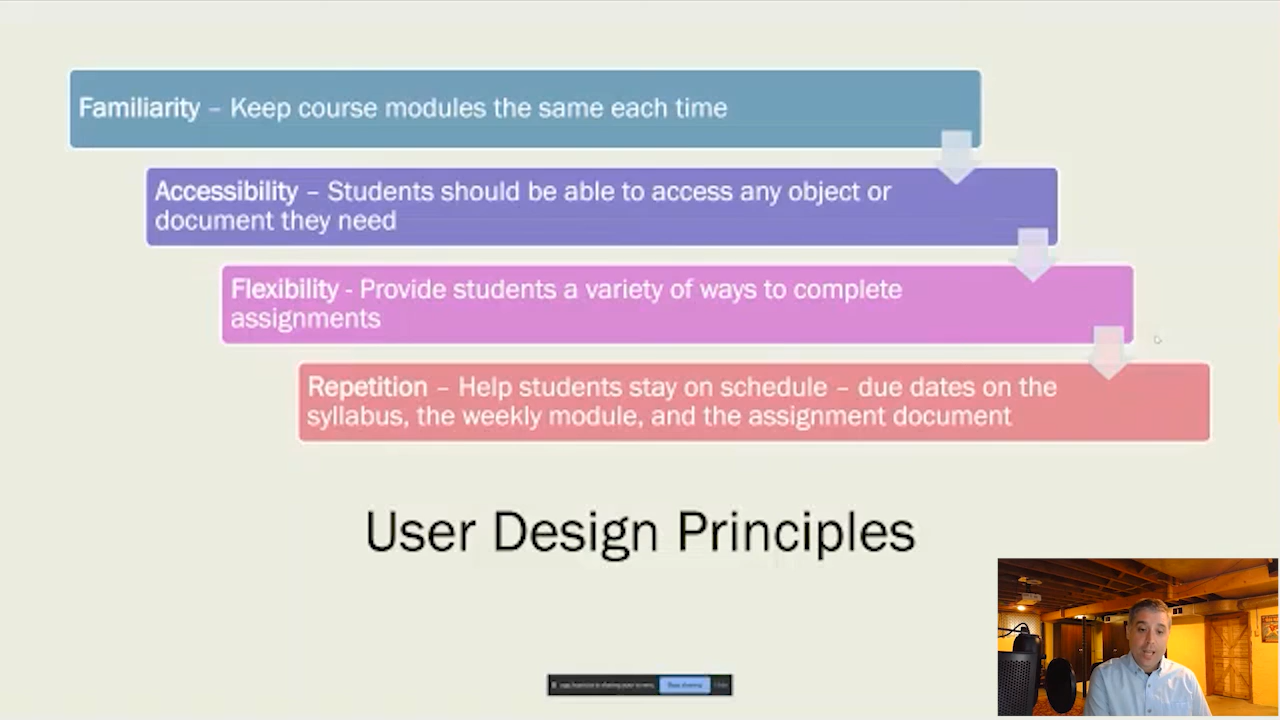 Familiarity – Keep course modules the same each time
Accessibility – Students should be able to access any object or
document they need
Flexibility - Provide students a variety of ways to complete
assignments
Repetition – Help students stay on schedule – due dates on the
syllabus, the weekly module, and the assignment document
User Design Principles